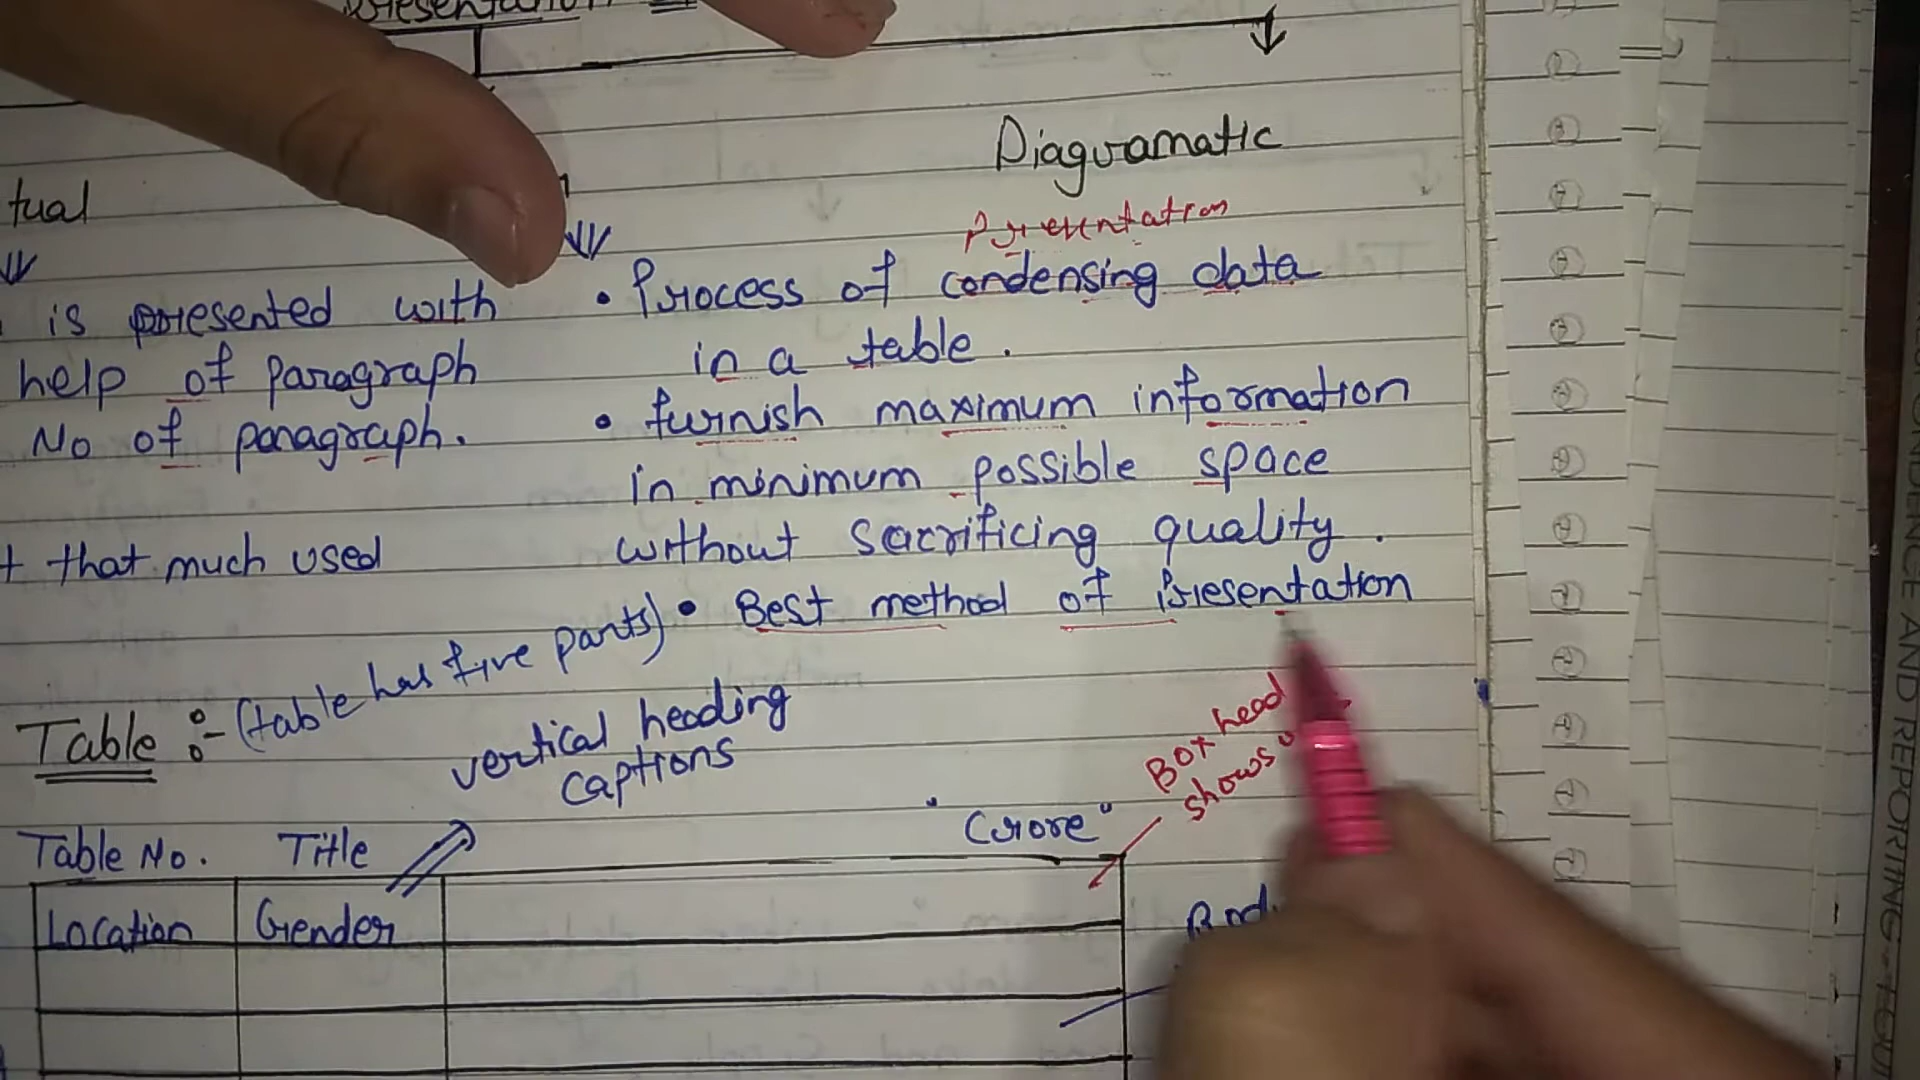 Presentation
Diagramatic
tual
Presentation
is presented with
help of paragraph
No of paragraph.
+ that much used
• Process of condensing data
in a table.
• furnish maximum information
in minimum possible space
without sacrificing quality.
• Best method of Presentation
Table :- (table has five parts)
vertical heading
captions
Box head
shows
"Crore"
Table No. Title
Location Gender